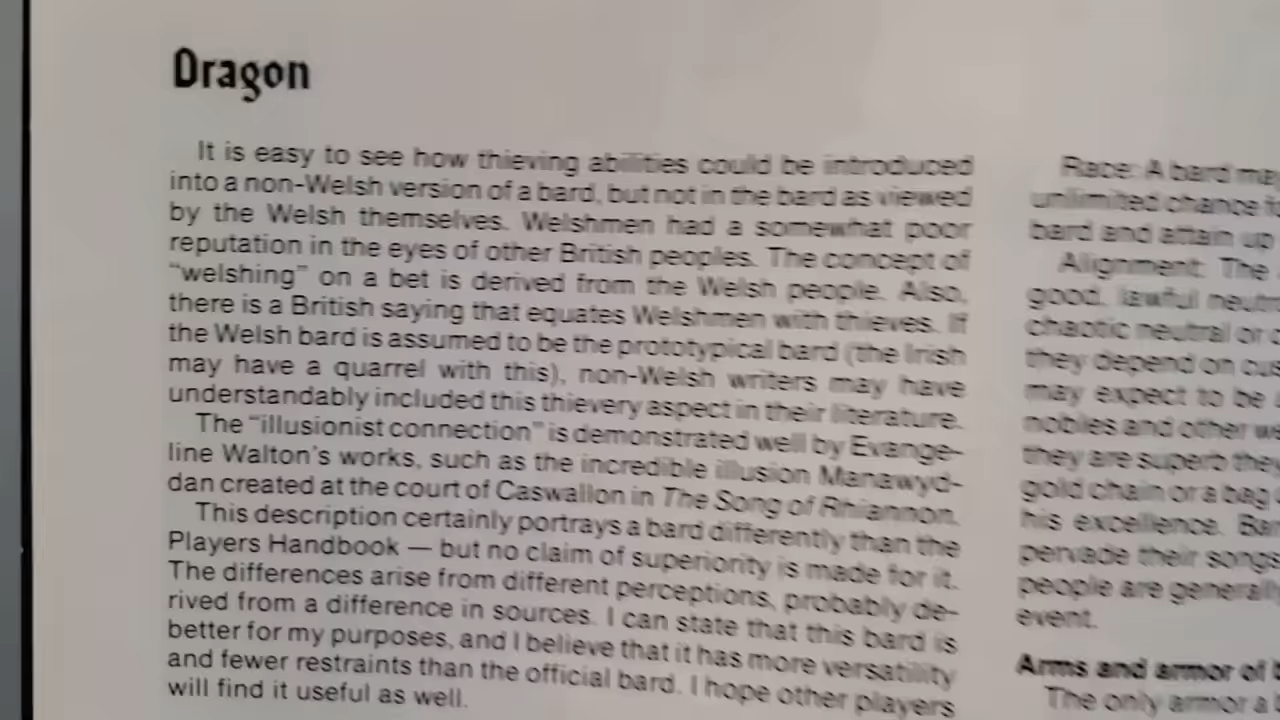 Dragon
It is easy to see how thieving abilities could be introduced
into a non-Welsh version of a bard, but not in the bard as viewed
by the Welsh themselves. Welshmen had a somewhat poor
reputation in the eyes of other British peoples. The concept of
“welshing” on a bet is derived from the Welsh people. Also,
there is a British saying that equates Welshmen with thieves. If
the Welsh bard is assumed to be the prototypical bard (the Irish
may have a quarrel with this), non-Welsh writers may have
understandably included this thievery aspect in their literature.
The “illusionist connection” is demonstrated well by Evange-
line Walton’s works, such as the incredible illusion Manawyd-
dan created at the court of Caswallon in The Song of Rhiannon.
This description certainly portrays a bard differently than the
Players Handbook — but no claim of superiority is made for it.
The differences arise from different perceptions, probably de-
rived from a difference in sources. I can state that this bard is
better for my purposes, and I believe that it has more versatility
and fewer restraints than the official bard. I hope other players
will find it useful as well.
Race: A bard may
unlimited chance
bard and attain up
Alignment: The
good, lawful
chaotic neutral or
they depend on
may expect to be
nobles and other
they are superb they
gold chain or a bag
his excellence.
pervade their songs
people are generally
event.
Arms and armor of
The only armor a